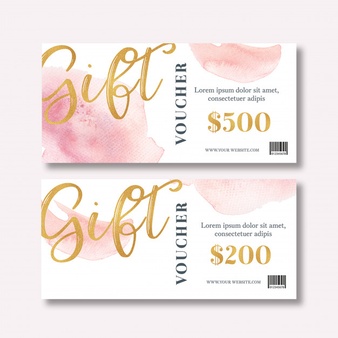 Gift
VOUCHER
Lorem ipsum dolor sit amet,
consectetuer adipis
$500
WWW.YOUR-WEBSITE.COM
Gift
VOUCHER
Lorem ipsum dolor sit amet,
consectetuer adipis
$200
WWW.YOUR-WEBSITE.COM